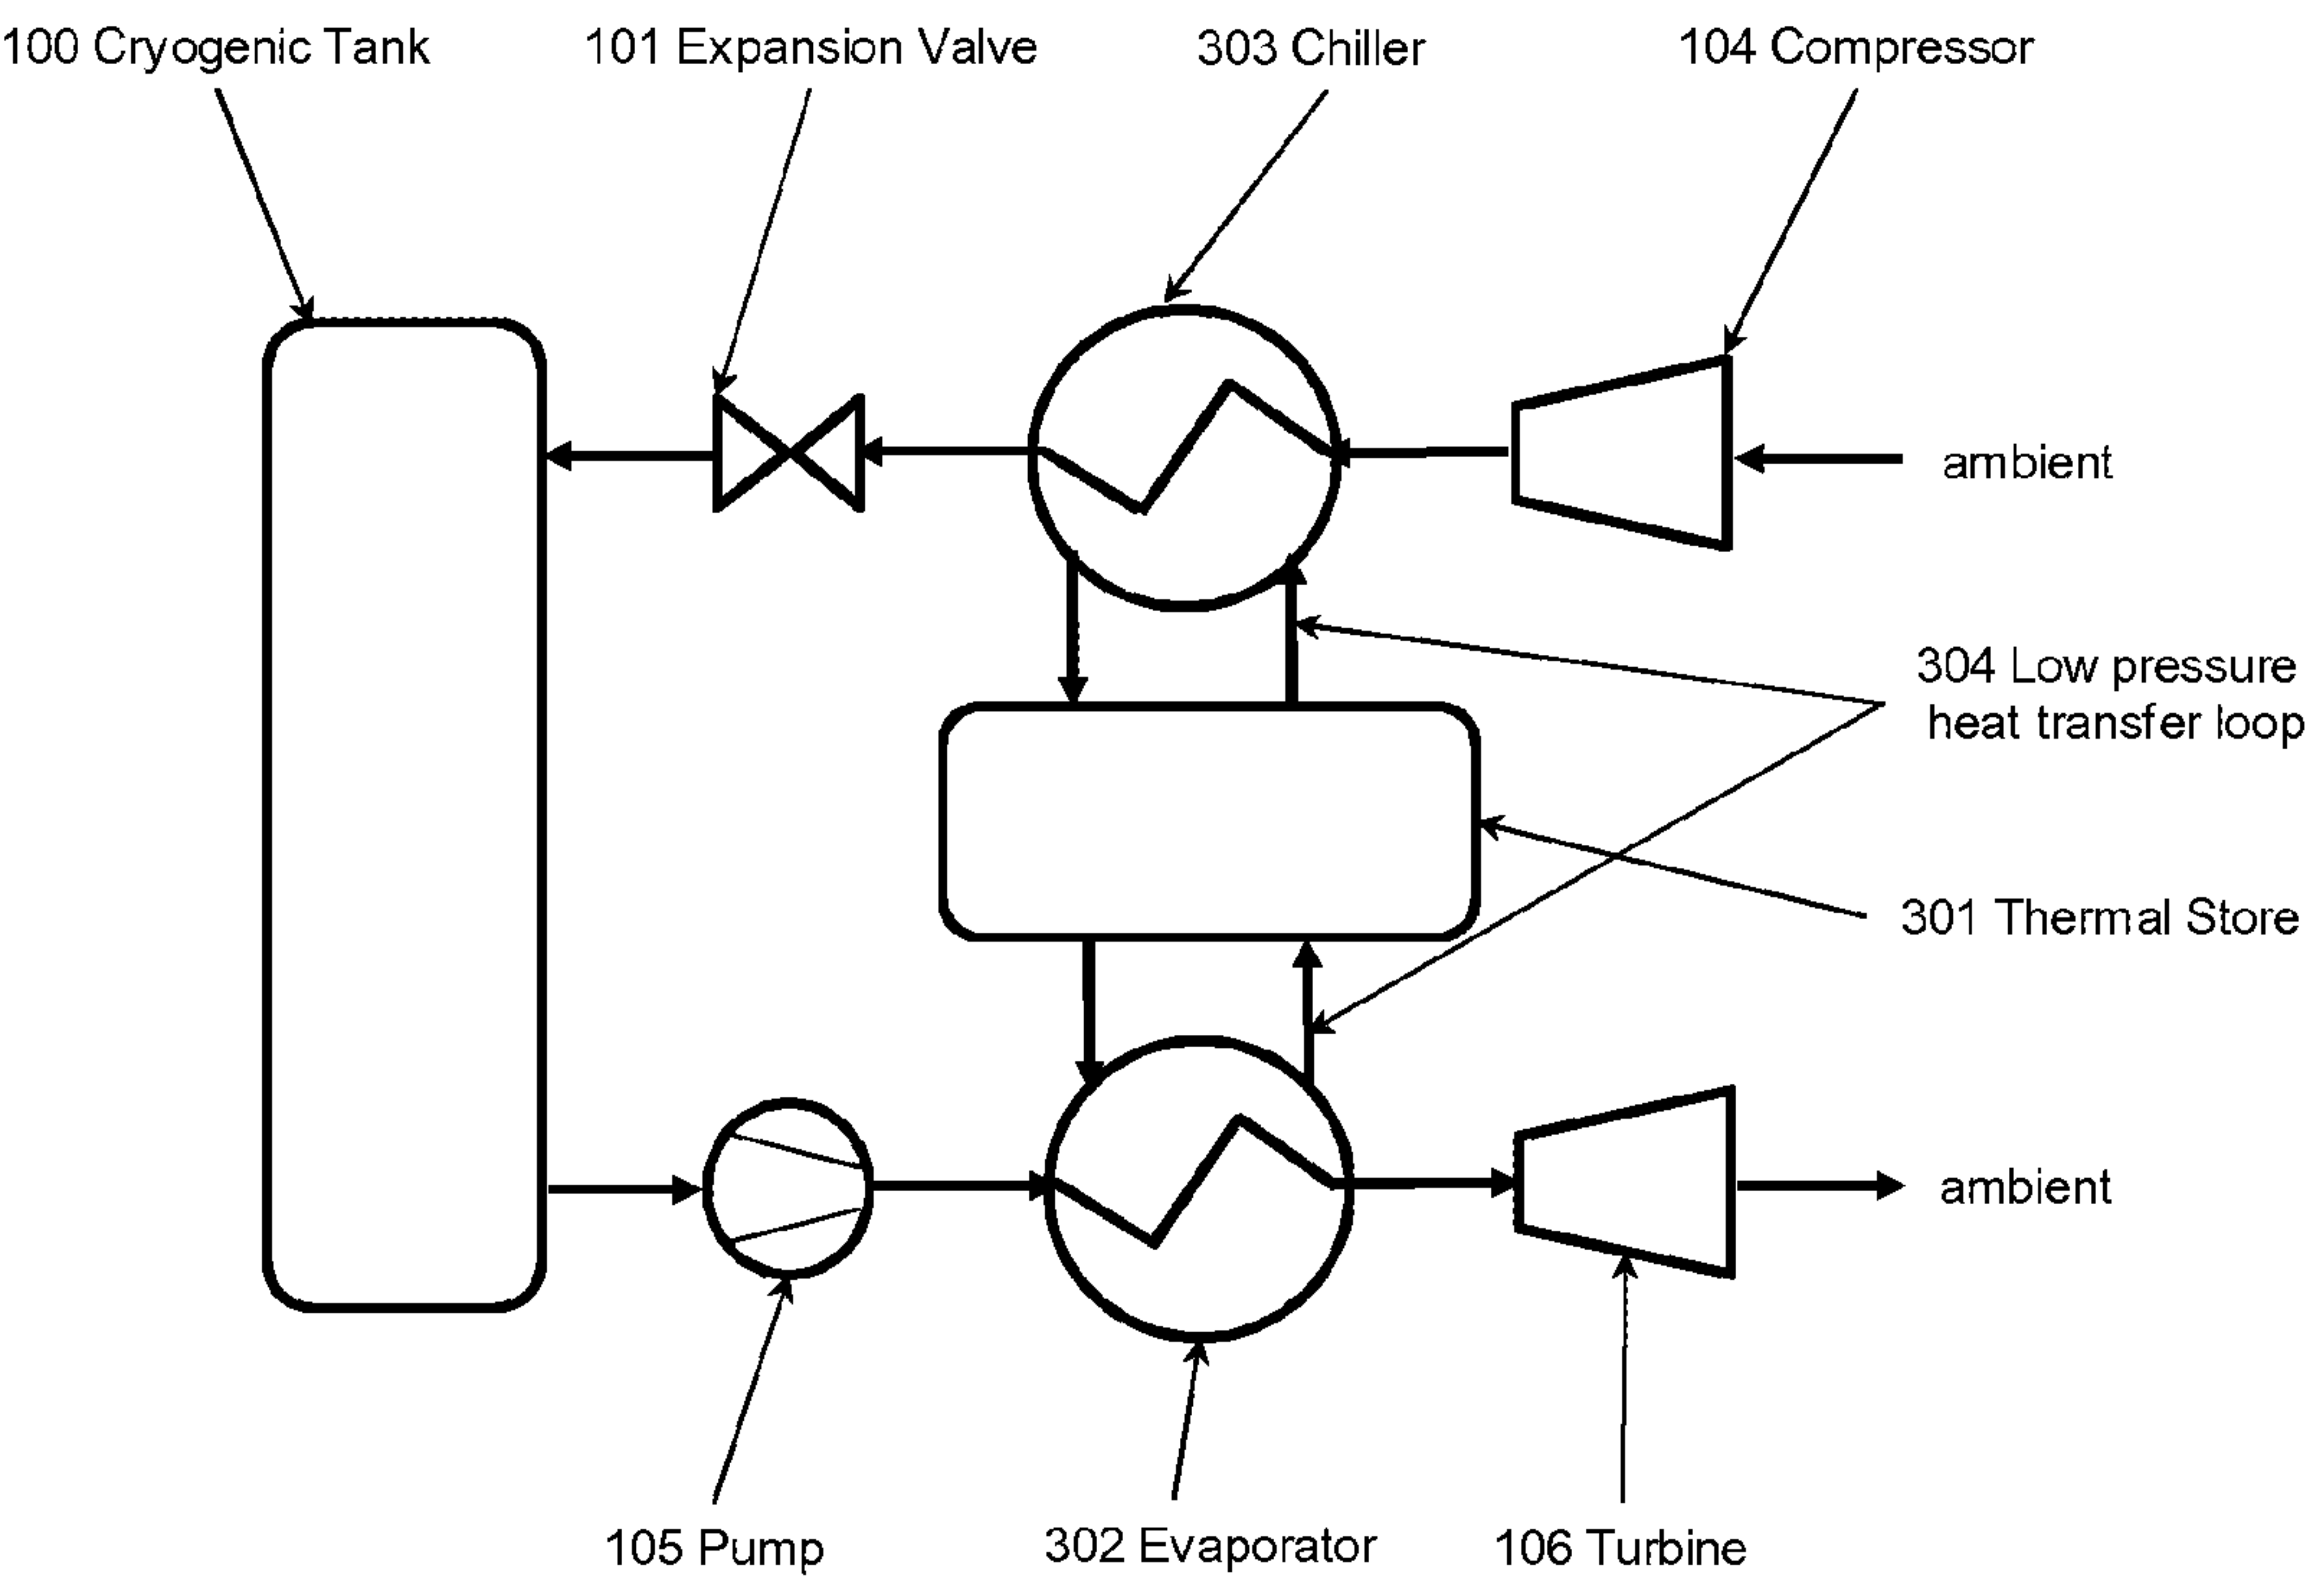 100 Cryogenic Tank
101 Expansion Valve
303 Chiller
104 Compressor
ambient
304 Low pressure
heat transfer loop
301 Thermal Store
ambient
105 Pump
302 Evaporator
106 Turbine